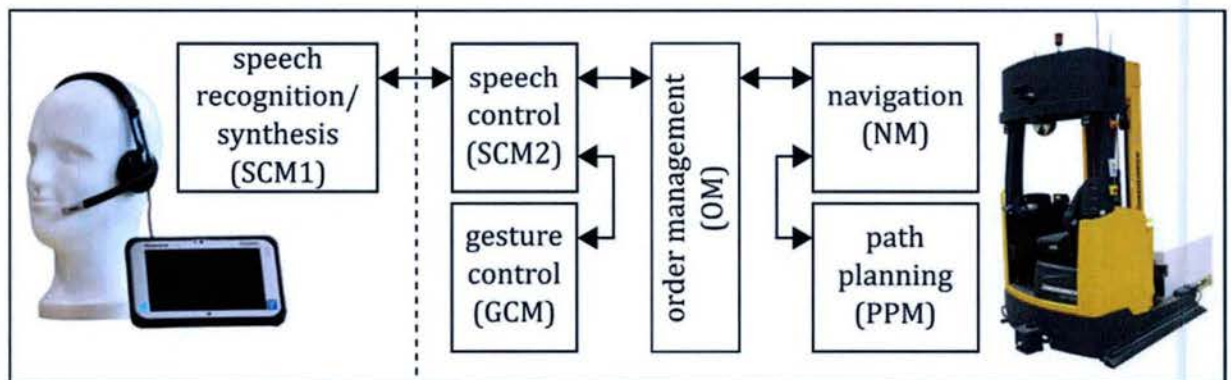 speech
recognition/
synthesis
(SCM1)
speech
control
(SCM2)
gesture
control
(GCM)
order management
(OM)
navigation
(NM)
path
planning
(PPM)